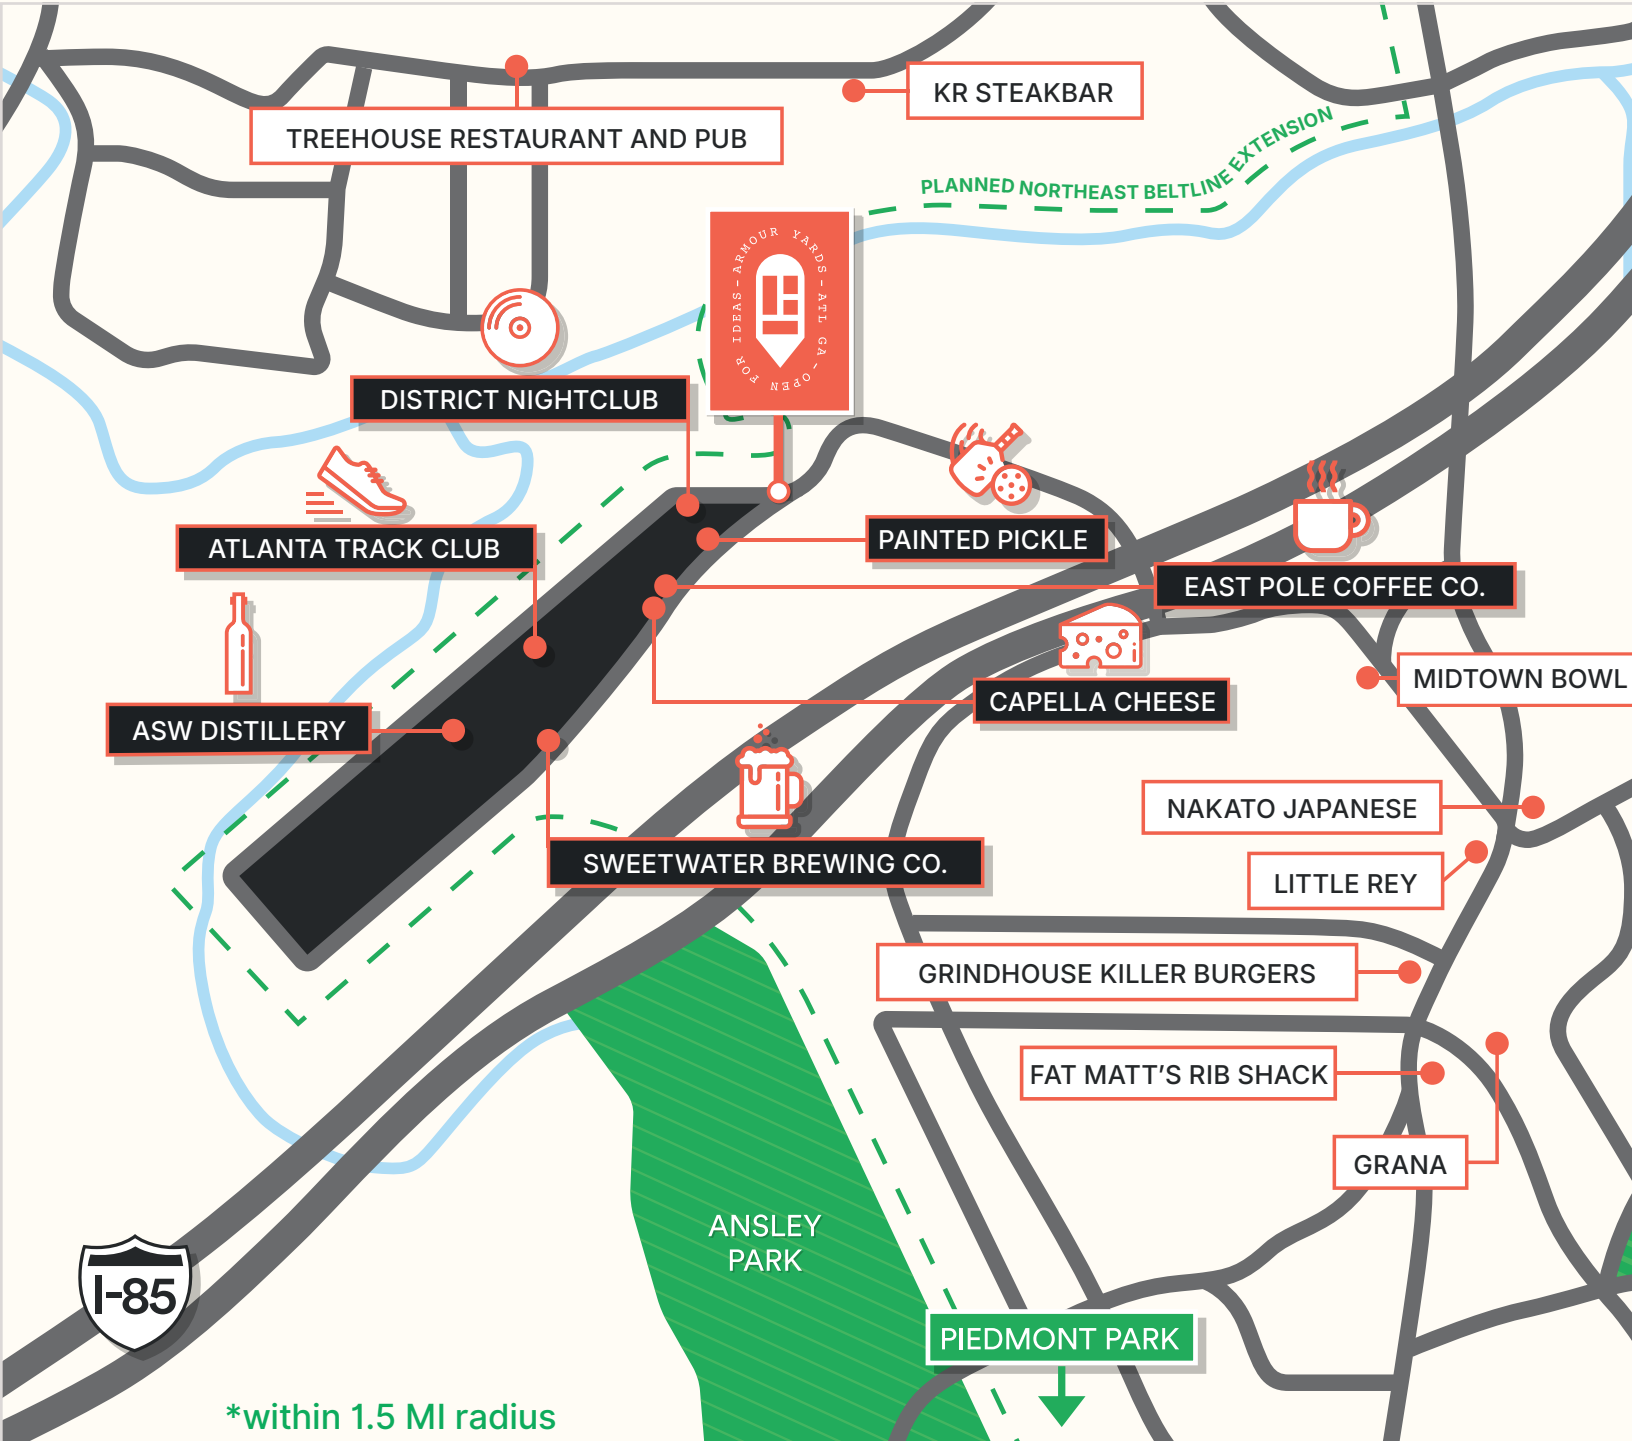 KR STEAKBAR
TREEHOUSE RESTAURANT AND PUB
PLANNED NORTHEAST BELTLINE EXTENSION
ARMOUR YARDS – ATL GA – OPEN FOR IDEAS –
DISTRICT NIGHTCLUB
ATLANTA TRACK CLUB
PAINTED PICKLE
EAST POLE COFFEE CO.
MIDTOWN BOWL
CAPELLA CHEESE
ASW DISTILLERY
NAKATO JAPANESE
SWEETWATER BREWING CO.
LITTLE REY
GRINDHOUSE KILLER BURGERS
FAT MATT’S RIB SHACK
GRANA
ANSLEY
PARK
I-85
PIEDMONT PARK
*within 1.5 MI radius